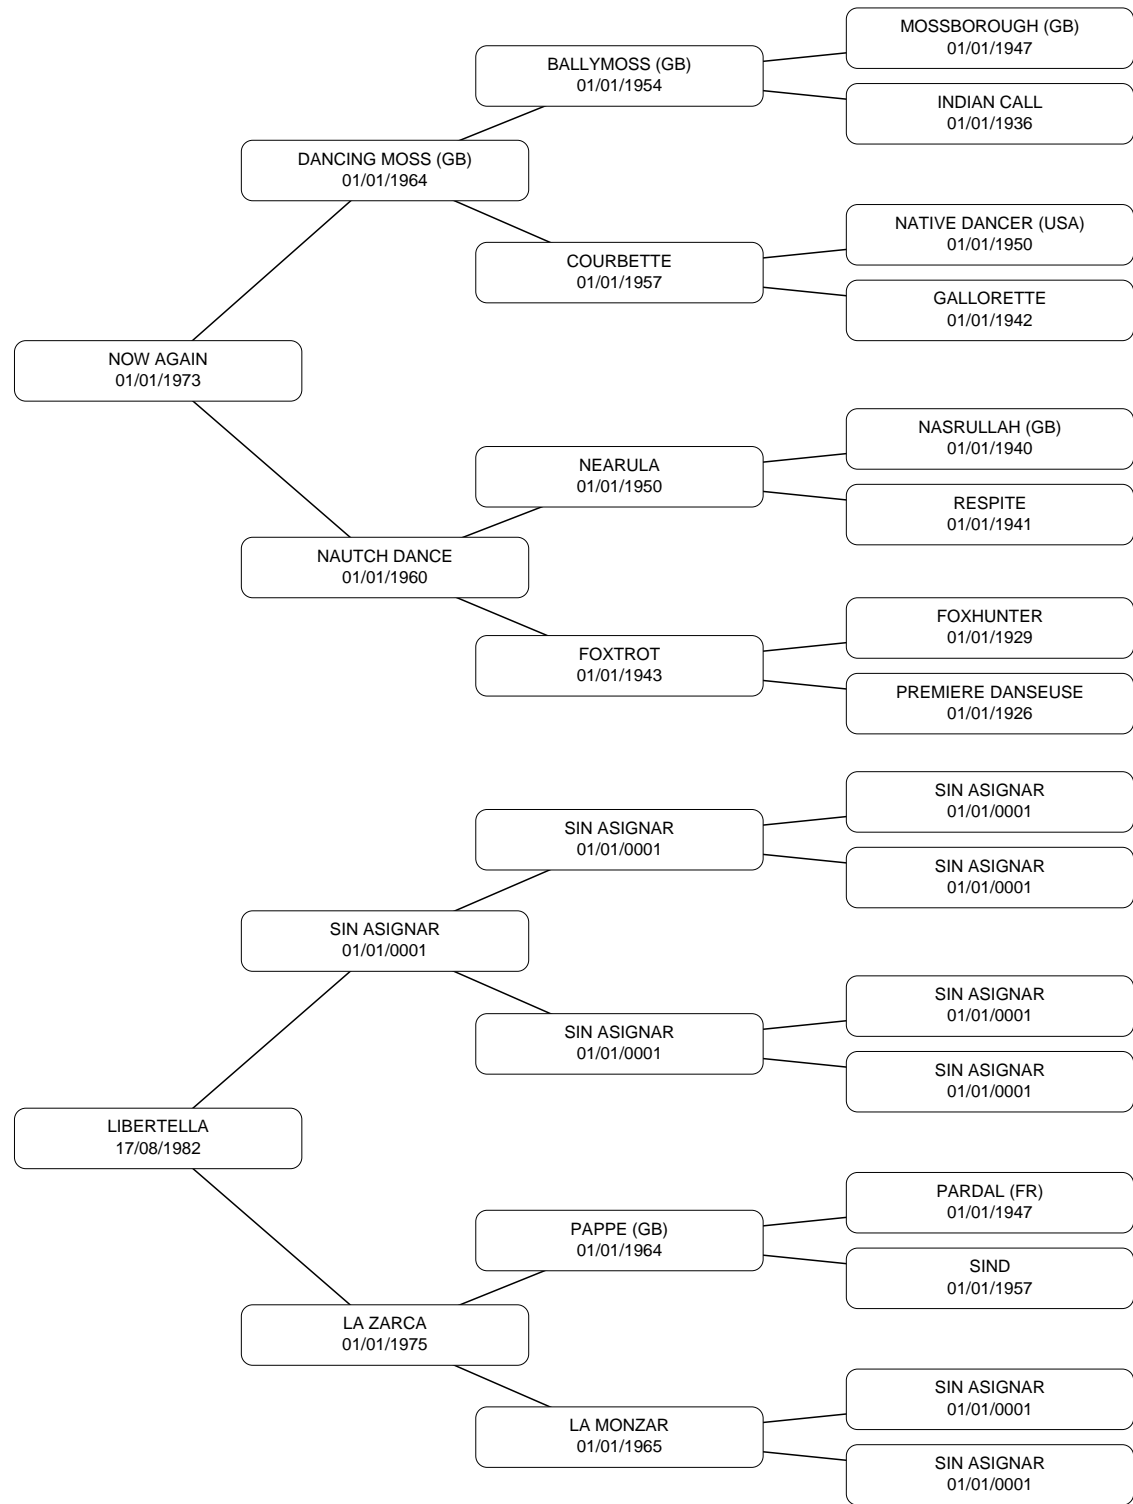 MOSSBOROUGH (GB)
01/01/1947
BALLYMOSS (GB)
01/01/1954
INDIAN CALL
01/01/1936
DANCING MOSS (GB)
01/01/1964
NATIVE DANCER (USA)
01/01/1950
COURBETTE
01/01/1957
GALLORETTE
01/01/1942
NOW AGAIN
01/01/1973
NASRULLAH (GB)
01/01/1940
NEARULA
01/01/1950
RESPITE
01/01/1941
NAUTCH DANCE
01/01/1960
FOXHUNTER
01/01/1929
FOXTROT
01/01/1943
PREMIERE DANSEUSE
01/01/1926
SIN ASIGNAR
01/01/0001
SIN ASIGNAR
01/01/0001
SIN ASIGNAR
01/01/0001
SIN ASIGNAR
01/01/0001
SIN ASIGNAR
01/01/0001
SIN ASIGNAR
01/01/0001
SIN ASIGNAR
01/01/0001
LIBERTELLA
17/08/1982
PARDAL (FR)
01/01/1947
PAPPE (GB)
01/01/1964
SIND
01/01/1957
LA ZARCA
01/01/1975
SIN ASIGNAR
01/01/0001
LA MONZAR
01/01/1965
SIN ASIGNAR
01/01/0001